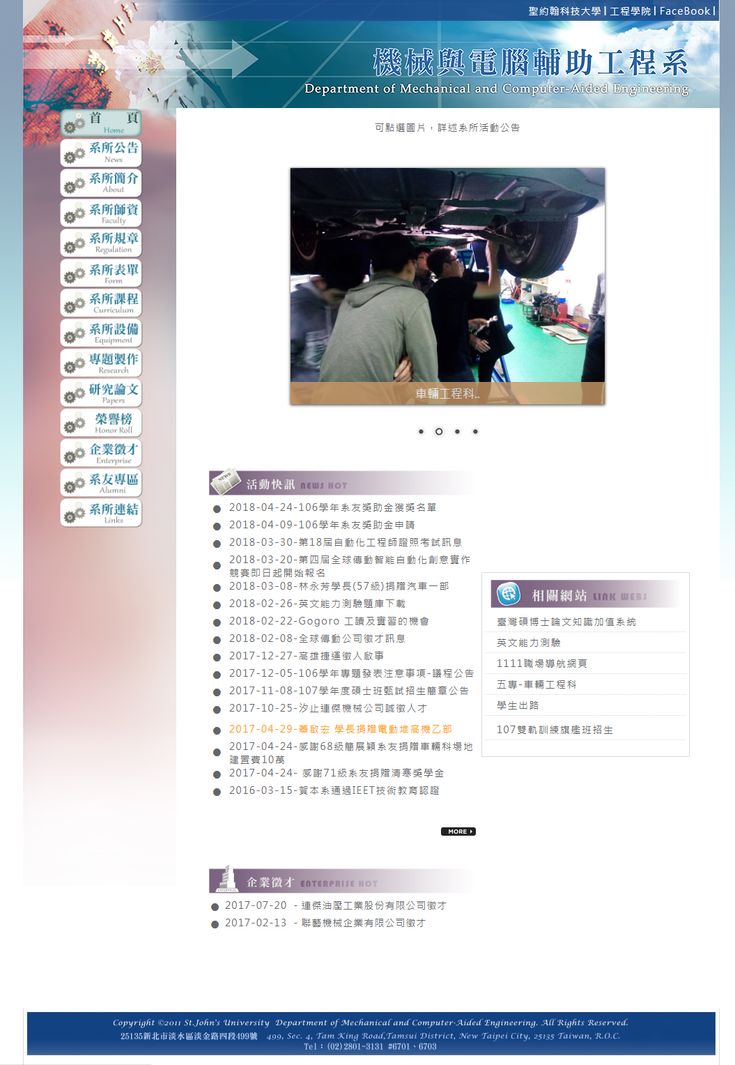 聖約翰科技大學 | 工程學院 | FaceBook |
機械與電腦輔助工程系
Department of Mechanical and Computer-Aided Engineering
首 頁
Home
系所公告
News
系所簡介
About
系所師資
Faculty
系所規章
Regulation
系所表單
Form
系所課程
Curriculum
系所設備
Equipment
專題製作
Research
研究論文
Papers
榮譽榜
Honor Roll
企業徵才
Enterprise
系友專區
Alumni
系所連結
Links
可點選圖片，詳述系所活動公告
車輛工程科..
活動快訊 NEWS HOT
2018-04-24-106學年系友獎助金獲獎名單
2018-04-09-106學年系友獎助金申請
2018-03-30-第18屆自動化工程師證照考試訊息
2018-03-20-第四屆全球傳動智能自動化創意實作
競賽即日起開始報名
2018-03-08-林永芳學長(57級)捐贈汽車一部
2018-02-26-英文能力測驗題庫下載
2018-02-22-Gogoro 工讀及實習的機會
2018-02-08-全球傳動公司徵才訊息
2017-12-27-高雄捷運徵人啟事
2017-12-05-106學年專題發表注意事項-議程公告
2017-11-08-107學年度碩士班甄試招生簡章公告
2017-10-25-汐止連傑機械公司誠徵人才
2017-04-29-蕭啟宏 學長捐贈電動堆高機乙部
2017-04-24-感謝68級簡展穎系友捐贈車輛科場地
建置費10萬
2017-04-24- 感謝71級系友捐贈清寒獎學金
2016-03-15-賀本系通過IEET技術教育認證
MORE
相關網站 LINK WEBS
臺灣碩博士論文知識加值系統
英文能力測驗
1111職場導航網頁
五專-車輛工程科
學生出路
107雙軌訓練旗艦班招生
企業徵才 ENTERPRISE HOT
2017-07-20 - 連傑油壓工業股份有限公司徵才
2017-02-13 - 聯藝機械企業有限公司徵才
Copyright ©2011 St.John's University Department of Mechanical and Computer-Aided Engineering. All Rights Reserved.
25135新北市淡水區淡金路四段499號 499, Sec. 4, Tam King Road,Tamsui District, New Taipei City, 25135 Taiwan, R.O.C.
Tel：(02)2801-3131 #6701、6703